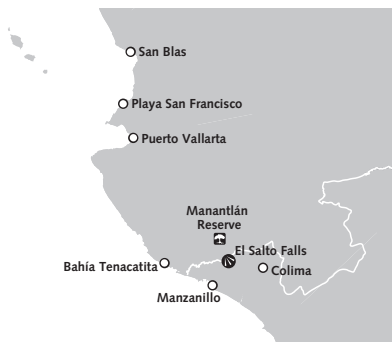 San Blas
Playa San Francisco
Puerto Vallarta
Manantlán
Reserve
El Salto Falls
Bahía Tenacatita
Colima
Manzanillo